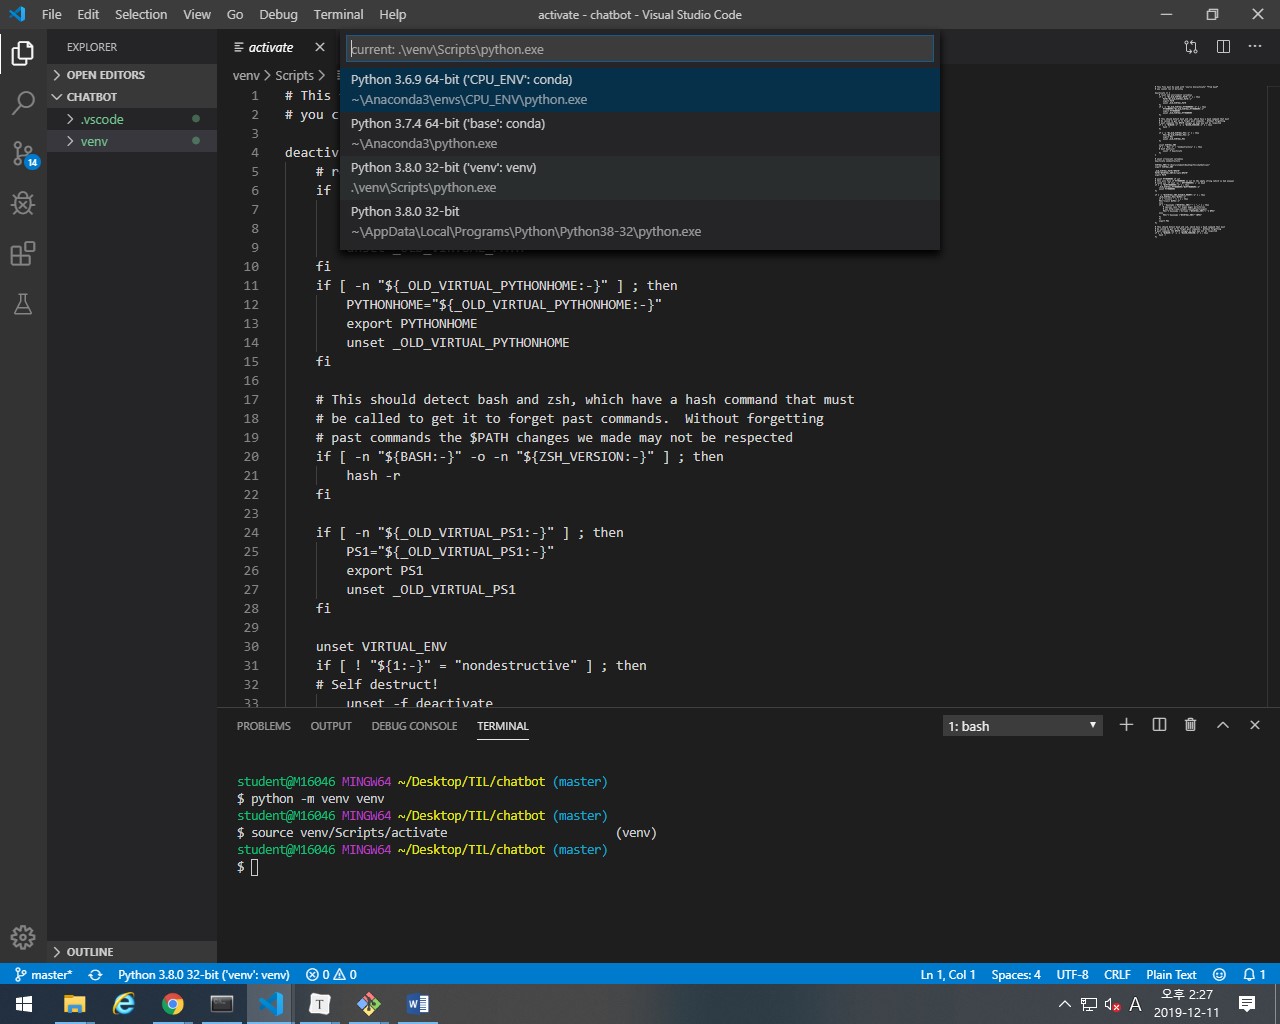 File Edit Selection View Go Debug Terminal Help activate - chatbot - Visual Studio Code
EXPLORER
OPEN EDITORS
CHATBOT
.vscode
venv
14
OUTLINE
activate
venv > Scripts >
current: .\venv\Scripts\python.exe
Python 3.6.9 64-bit ('CPU_ENV': conda)
~\Anaconda3\envs\CPU_ENV\python.exe
Python 3.7.4 64-bit ('base': conda)
~\Anaconda3\python.exe
Python 3.8.0 32-bit ('venv': venv)
.\venv\Scripts\python.exe
Python 3.8.0 32-bit
~\AppData\Local\Programs\Python\Python38-32\python.exe
1 # This
2 # you c
3
4 deactiv
5 # r
6 if
7
8
9
10 fi
11 if [ -n "${_OLD_VIRTUAL_PYTHONHOME:-}" ] ; then
12 PYTHONHOME="${_OLD_VIRTUAL_PYTHONHOME:-}"
13 export PYTHONHOME
14 unset _OLD_VIRTUAL_PYTHONHOME
15 fi
16
17 # This should detect bash and zsh, which have a hash command that must
18 # be called to get it to forget past commands.  Without forgetting
19 # past commands the $PATH changes we made may not be respected
20 if [ -n "${BASH:-}" -o -n "${ZSH_VERSION:-}" ] ; then
21 hash -r
22 fi
23
24 if [ -n "${_OLD_VIRTUAL_PS1:-}" ] ; then
25 PS1="${_OLD_VIRTUAL_PS1:-}"
26 export PS1
27 unset _OLD_VIRTUAL_PS1
28 fi
29
30 unset VIRTUAL_ENV
31 if [ ! "${1:-}" = "nondestructive" ] ; then
32 # Self destruct!
33 unset -f deactivate
PROBLEMS OUTPUT DEBUG CONSOLE TERMINAL 1: bash
student@M16046 MINGW64 ~/Desktop/TIL/chatbot (master)
$ python -m venv venv
student@M16046 MINGW64 ~/Desktop/TIL/chatbot (master)
$ source venv/Scripts/activate (venv)
student@M16046 MINGW64 ~/Desktop/TIL/chatbot (master)
$
master* Python 3.8.0 32-bit ('venv': venv) 0 0 Ln 1, Col 1 Spaces: 4 UTF-8 CRLF Plain Text 1
T A 오후 2:27
2019-12-11